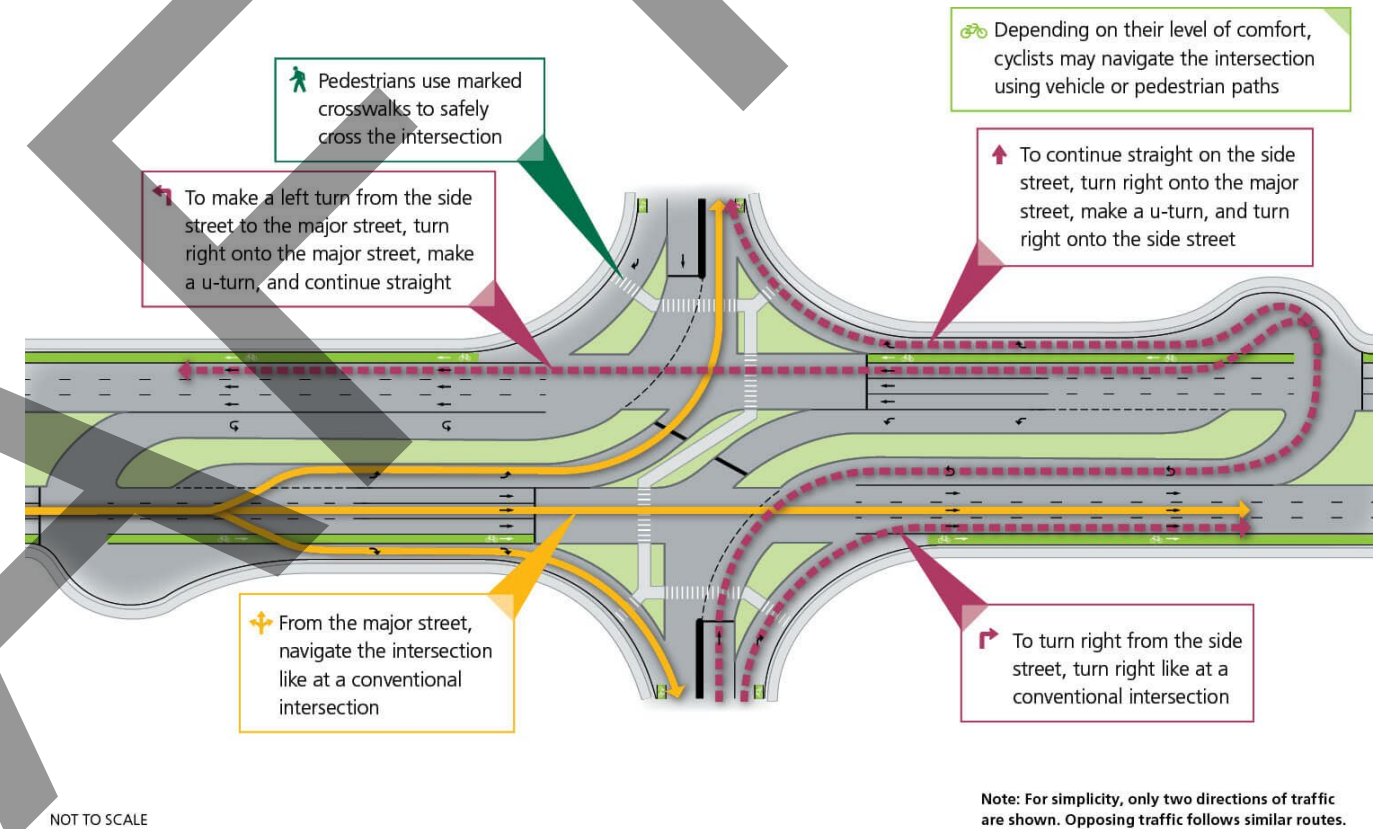 Depending on their level of comfort,
cyclists may navigate the intersection
using vehicle or pedestrian paths
Pedestrians use marked
crosswalks to safely
cross the intersection
To continue straight on the side
street, turn right onto the major
street, make a u-turn, and turn
right onto the side street
To make a left turn from the side
street to the major street, turn
right onto the major street, make
a u-turn, and continue straight
From the major street,
navigate the intersection
like at a conventional
intersection
To turn right from the side
street, turn right like at a
conventional intersection
NOT TO SCALE
Note: For simplicity, only two directions of traffic
are shown. Opposing traffic follows similar routes.